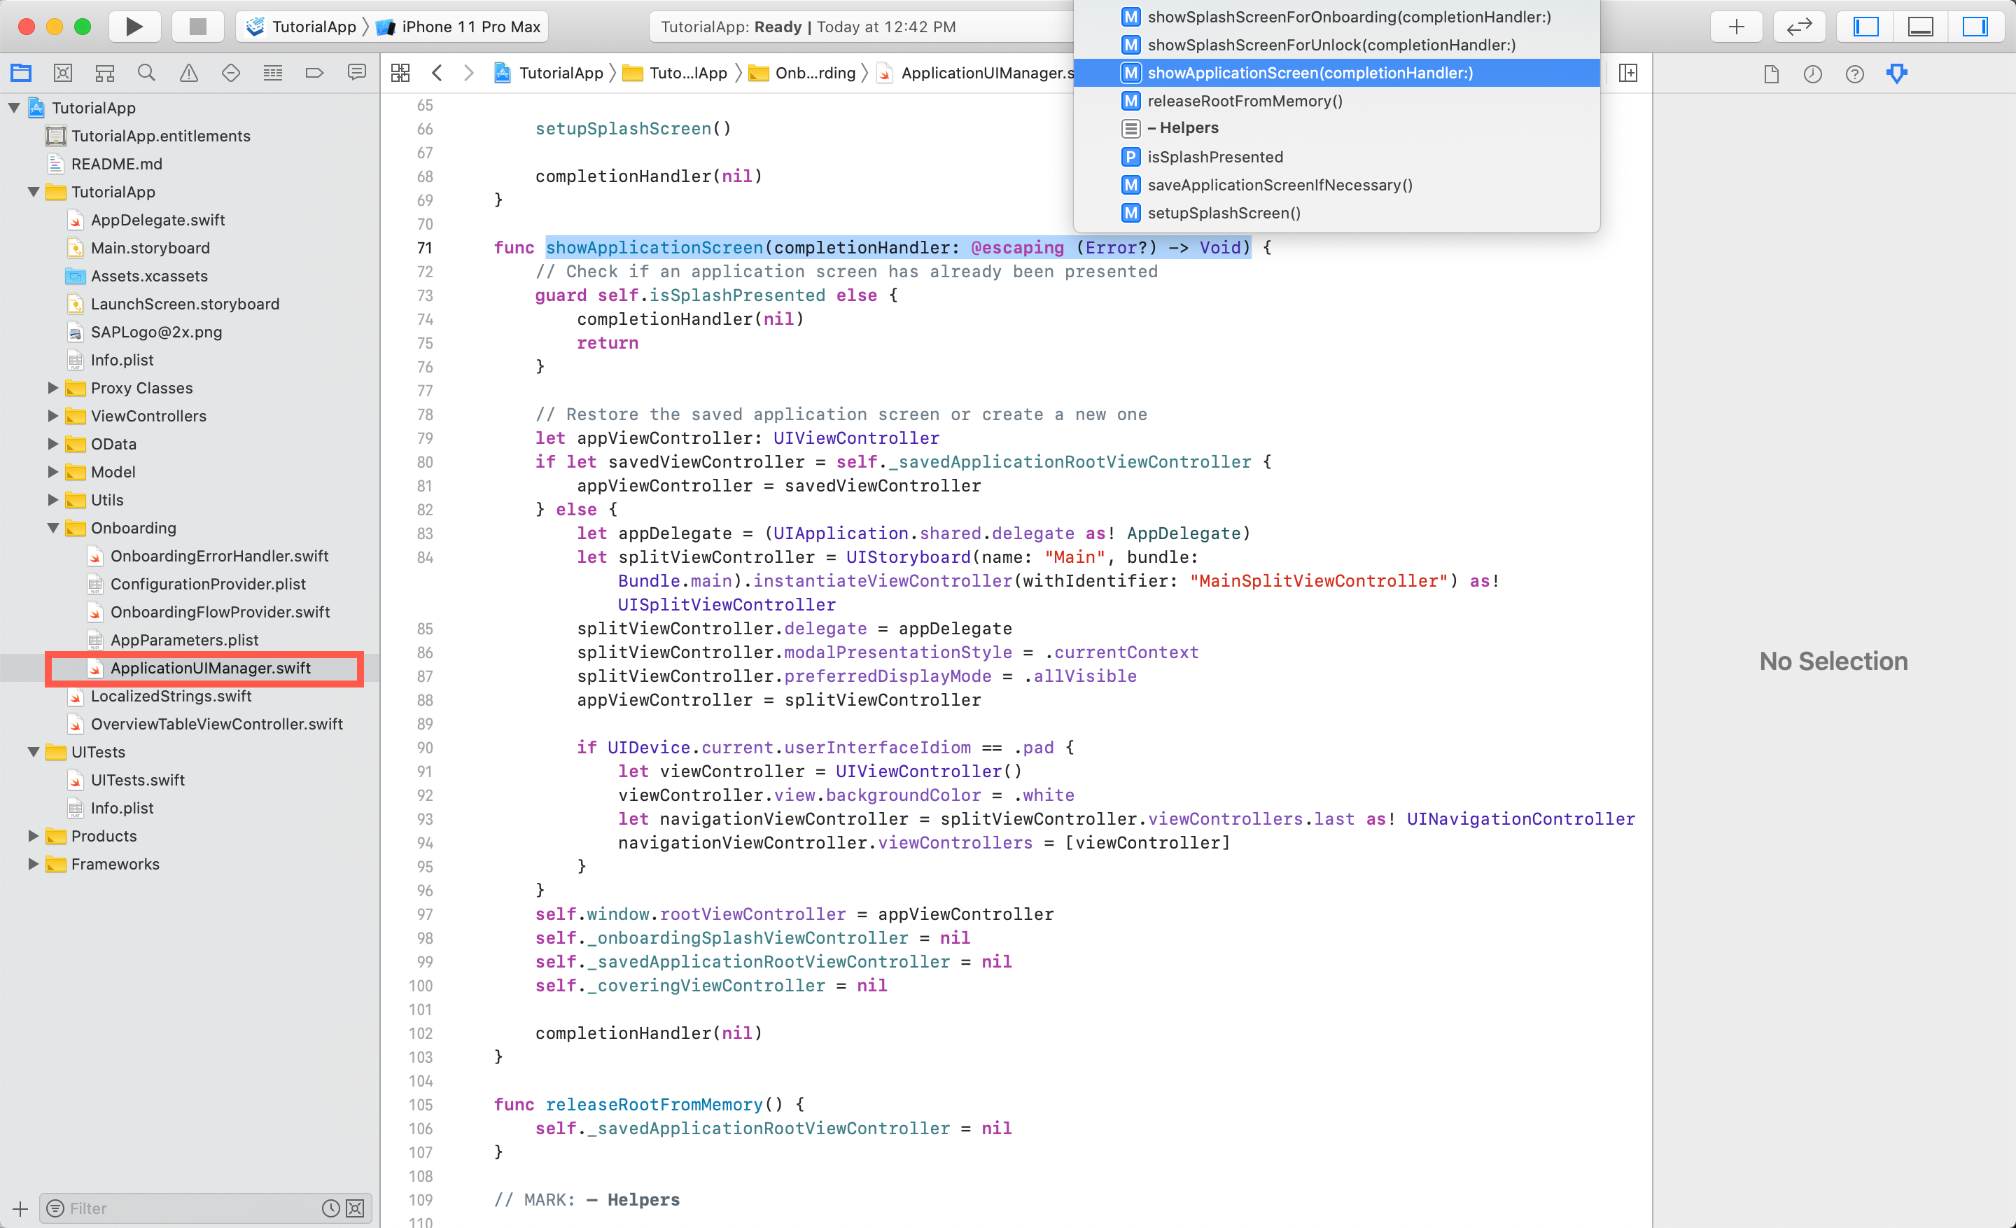 TutorialApp 〉 iPhone 11 Pro Max
TutorialApp: Ready | Today at 12:42 PM
TutorialApp 〉 Tuto...lApp 〉 Onb...rding 〉 ApplicationUIManager.s
M showSplashScreenForOnboarding(completionHandler:)
M showSplashScreenForUnlock(completionHandler:)
M showApplicationScreen(completionHandler:)
M releaseRootFromMemory()
– Helpers
P isSplashPresented
M saveApplicationScreenIfNecessary()
M setupSplashScreen()
TutorialApp
TutorialApp.entitlements
README.md
TutorialApp
AppDelegate.swift
Main.storyboard
Assets.xcassets
LaunchScreen.storyboard
SAPLogo@2x.png
Info.plist
Proxy Classes
ViewControllers
OData
Model
Utils
Onboarding
OnboardingErrorHandler.swift
ConfigurationProvider.plist
OnboardingFlowProvider.swift
AppParameters.plist
ApplicationUIManager.swift
LocalizedStrings.swift
OverviewTableViewController.swift
UITests
UITests.swift
Info.plist
Products
Frameworks
Filter
65
66 setupSplashScreen()
67
68 completionHandler(nil)
69 }
70
71 func showApplicationScreen(completionHandler: @escaping (Error?) -> Void) {
72 // Check if an application screen has already been presented
73 guard self.isSplashPresented else {
74 completionHandler(nil)
75 return
76 }
77
78 // Restore the saved application screen or create a new one
79 let appViewController: UIViewController
80 if let savedViewController = self._savedApplicationRootViewController {
81 appViewController = savedViewController
82 } else {
83 let appDelegate = (UIApplication.shared.delegate as! AppDelegate)
84 let splitViewController = UIStoryboard(name: "Main", bundle:
Bundle.main).instantiateViewController(withIdentifier: "MainSplitViewController") as!
UISplitViewController
85 splitViewController.delegate = appDelegate
86 splitViewController.modalPresentationStyle = .currentContext
87 splitViewController.preferredDisplayMode = .allVisible
88 appViewController = splitViewController
89
90 if UIDevice.current.userInterfaceIdiom == .pad {
91 let viewController = UIViewController()
92 viewController.view.backgroundColor = .white
93 let navigationViewController = splitViewController.viewControllers.last as! UINavigationController
94 navigationViewController.viewControllers = [viewController]
95 }
96 }
97 self.window.rootViewController = appViewController
98 self._onboardingSplashViewController = nil
99 self._savedApplicationRootViewController = nil
100 self._coveringViewController = nil
101
102 completionHandler(nil)
103 }
104
105 func releaseRootFromMemory() {
106 self._savedApplicationRootViewController = nil
107 }
108
109 // MARK: – Helpers
110
No Selection